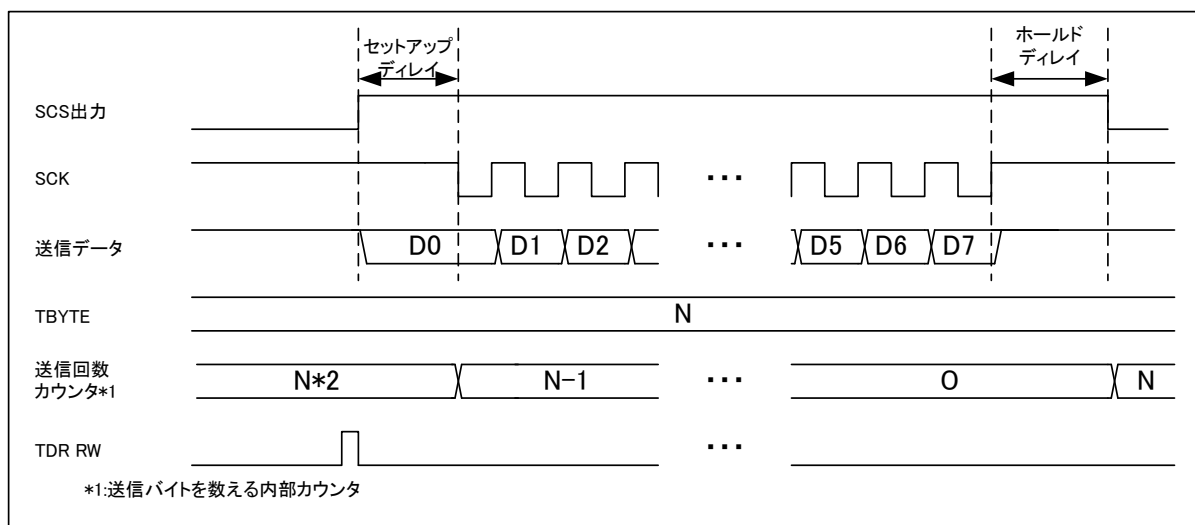 セットアップ
ディレイ
ホールド
ディレイ
SCS出力
SCK
・・・
送信データ
D0
D1
D2
・・・
D5
D6
D7
TBYTE
N
送信回数
カウンタ*1
N*2
N-1
・・・
0
N
TDR RW
・・・
*1:送信バイトを数える内部カウンタ